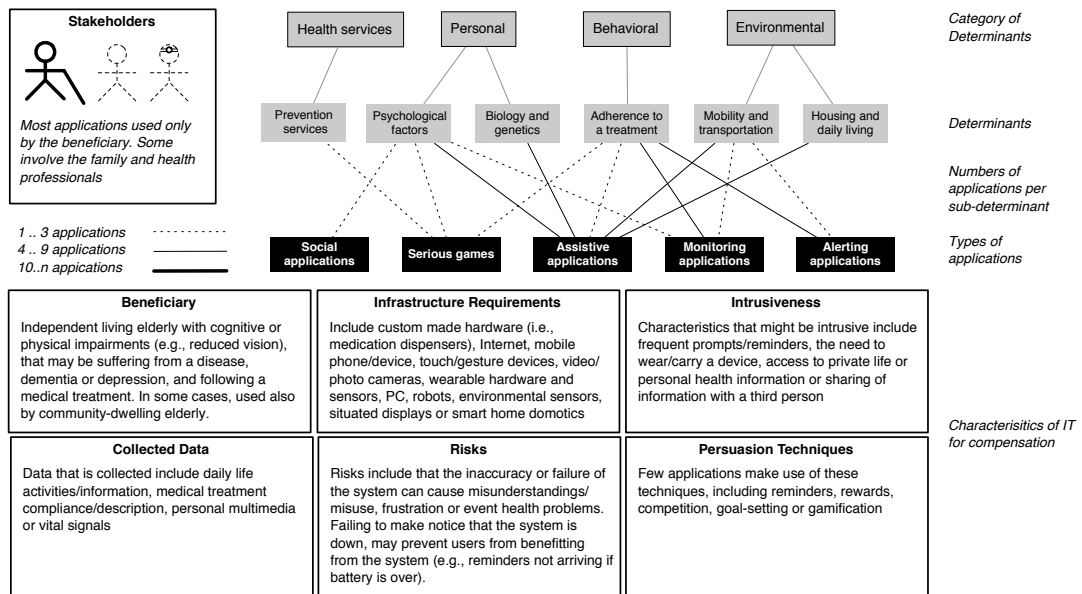 Stakeholders
Most applications used only
by the beneficiary. Some
involve the family and health
professionals
Health services
Personal
Behavioral
Environmental
Category of
Determinants
Prevention
services
Psychological
factors
Biology and
genetics
Adherence to
a treatment
Mobility and
transportation
Housing and
daily living
Determinants
Numbers of
applications per
sub-determinant
1 .. 3 applications
4 .. 9 applications
10..n appications
Social
applications
Serious games
Assistive
applications
Monitoring
applications
Alerting
applications
Types of
applications
Beneficiary
Independent living elderly with cognitive or
physical impairments (e.g., reduced vision),
that may be suffering from a disease,
dementia or depression, and following a
medical treatment. In some cases, used also
by community-dwelling elderly.
Infrastructure Requirements
Include custom made hardware (i.e.,
medication dispensers), Internet, mobile
phone/device, touch/gesture devices, video/
photo cameras, wearable hardware and
sensors, PC, robots, environmental sensors,
situated displays or smart home domotics
Intrusiveness
Characteristics that might be intrusive include
frequent prompts/reminders, the need to
wear/carry a device, access to private life or
personal health information or sharing of
information with a third person
Characterisitics of IT
for compensation
Collected Data
Data that is collected include daily life
activities/information, medical treatment
compliance/description, personal multimedia
or vital signals
Risks
Risks include that the inaccuracy or failure of
the system can cause misunderstandings/
misuse, frustration or event health problems.
Failing to make notice that the system is
down, may prevent users from benefitting
from the system (e.g., reminders not arriving if
battery is over).
Persuasion Techniques
Few applications make use of these
techniques, including reminders, rewards,
competition, goal-setting or gamification